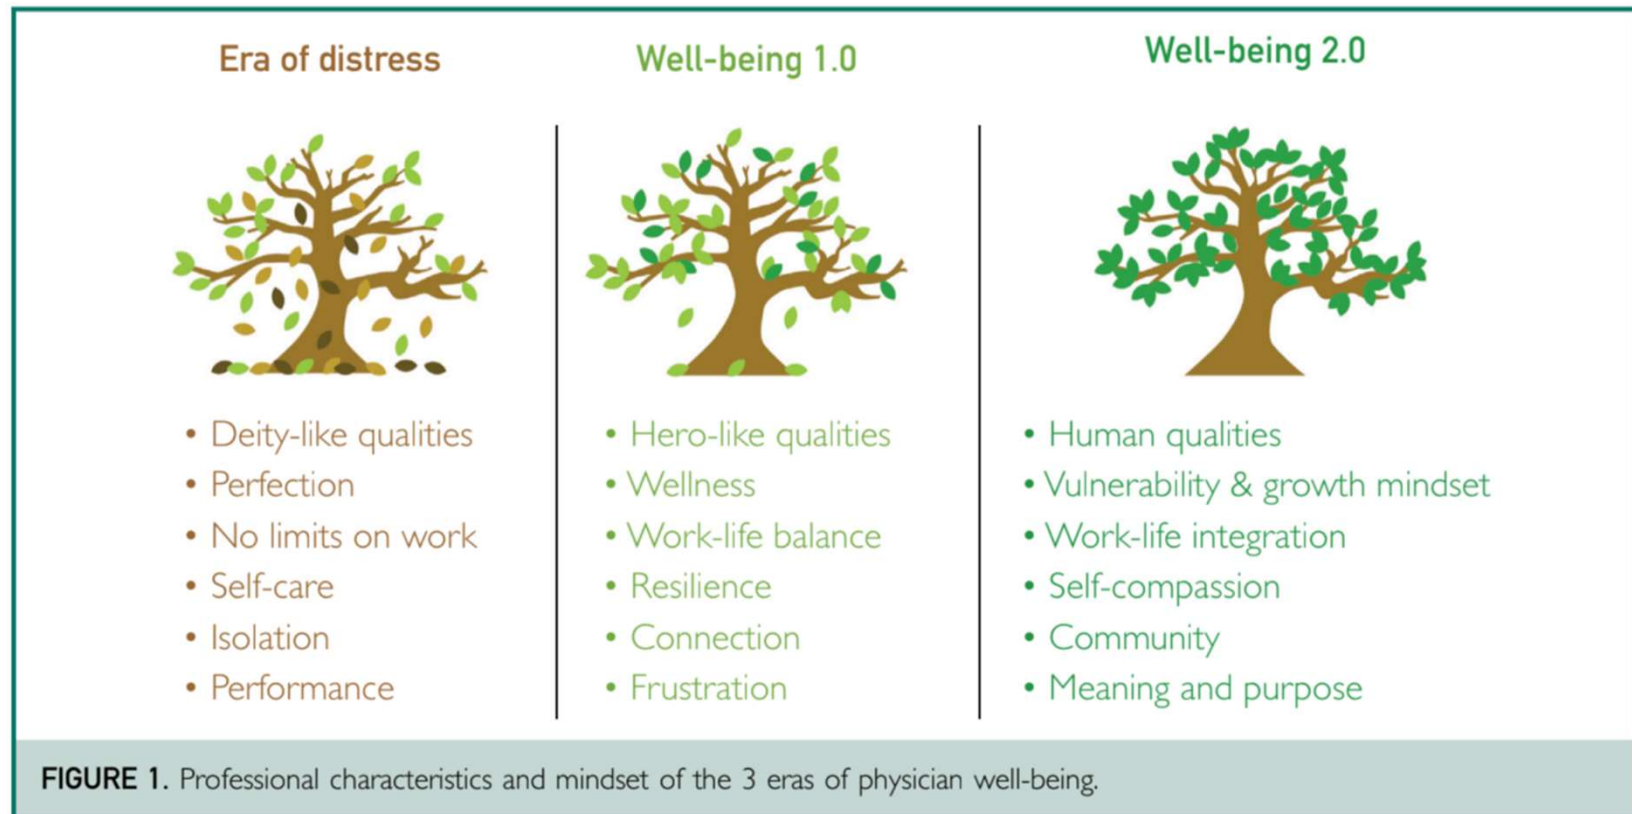 Era of distress
• Deity-like qualities
• Perfection
• No limits on work
• Self-care
• Isolation
• Performance
Well-being 1.0
• Hero-like qualities
• Wellness
• Work-life balance
• Resilience
• Connection
• Frustration
Well-being 2.0
• Human qualities
• Vulnerability & growth mindset
• Work-life integration
• Self-compassion
• Community
• Meaning and purpose
FIGURE 1. Professional characteristics and mindset of the 3 eras of physician well-being.